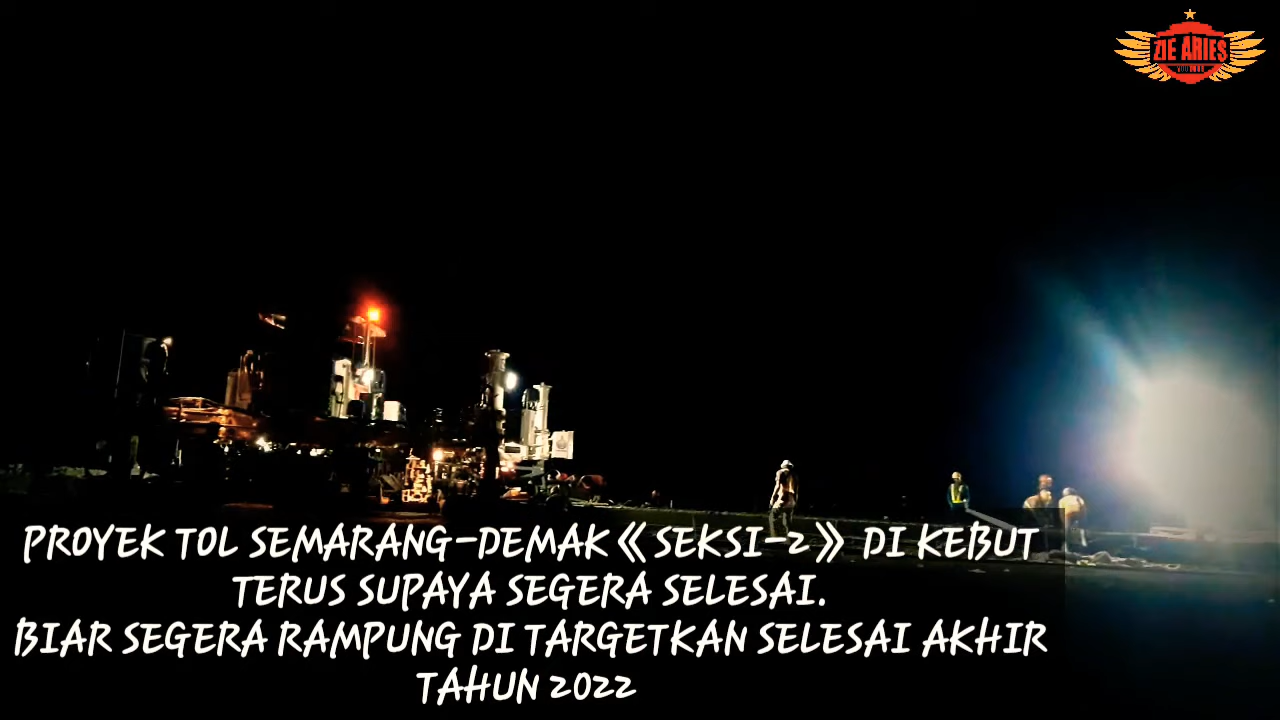 ZIE ARIES
PROYEK TOL SEMARANG-DEMAK《SEKSI-2》 DI KEBUT
TERUS SUPAYA SEGERA SELESAI.
BIAR SEGERA RAMPUNG DI TARGETKAN SELESAI AKHIR
TAHUN 2022